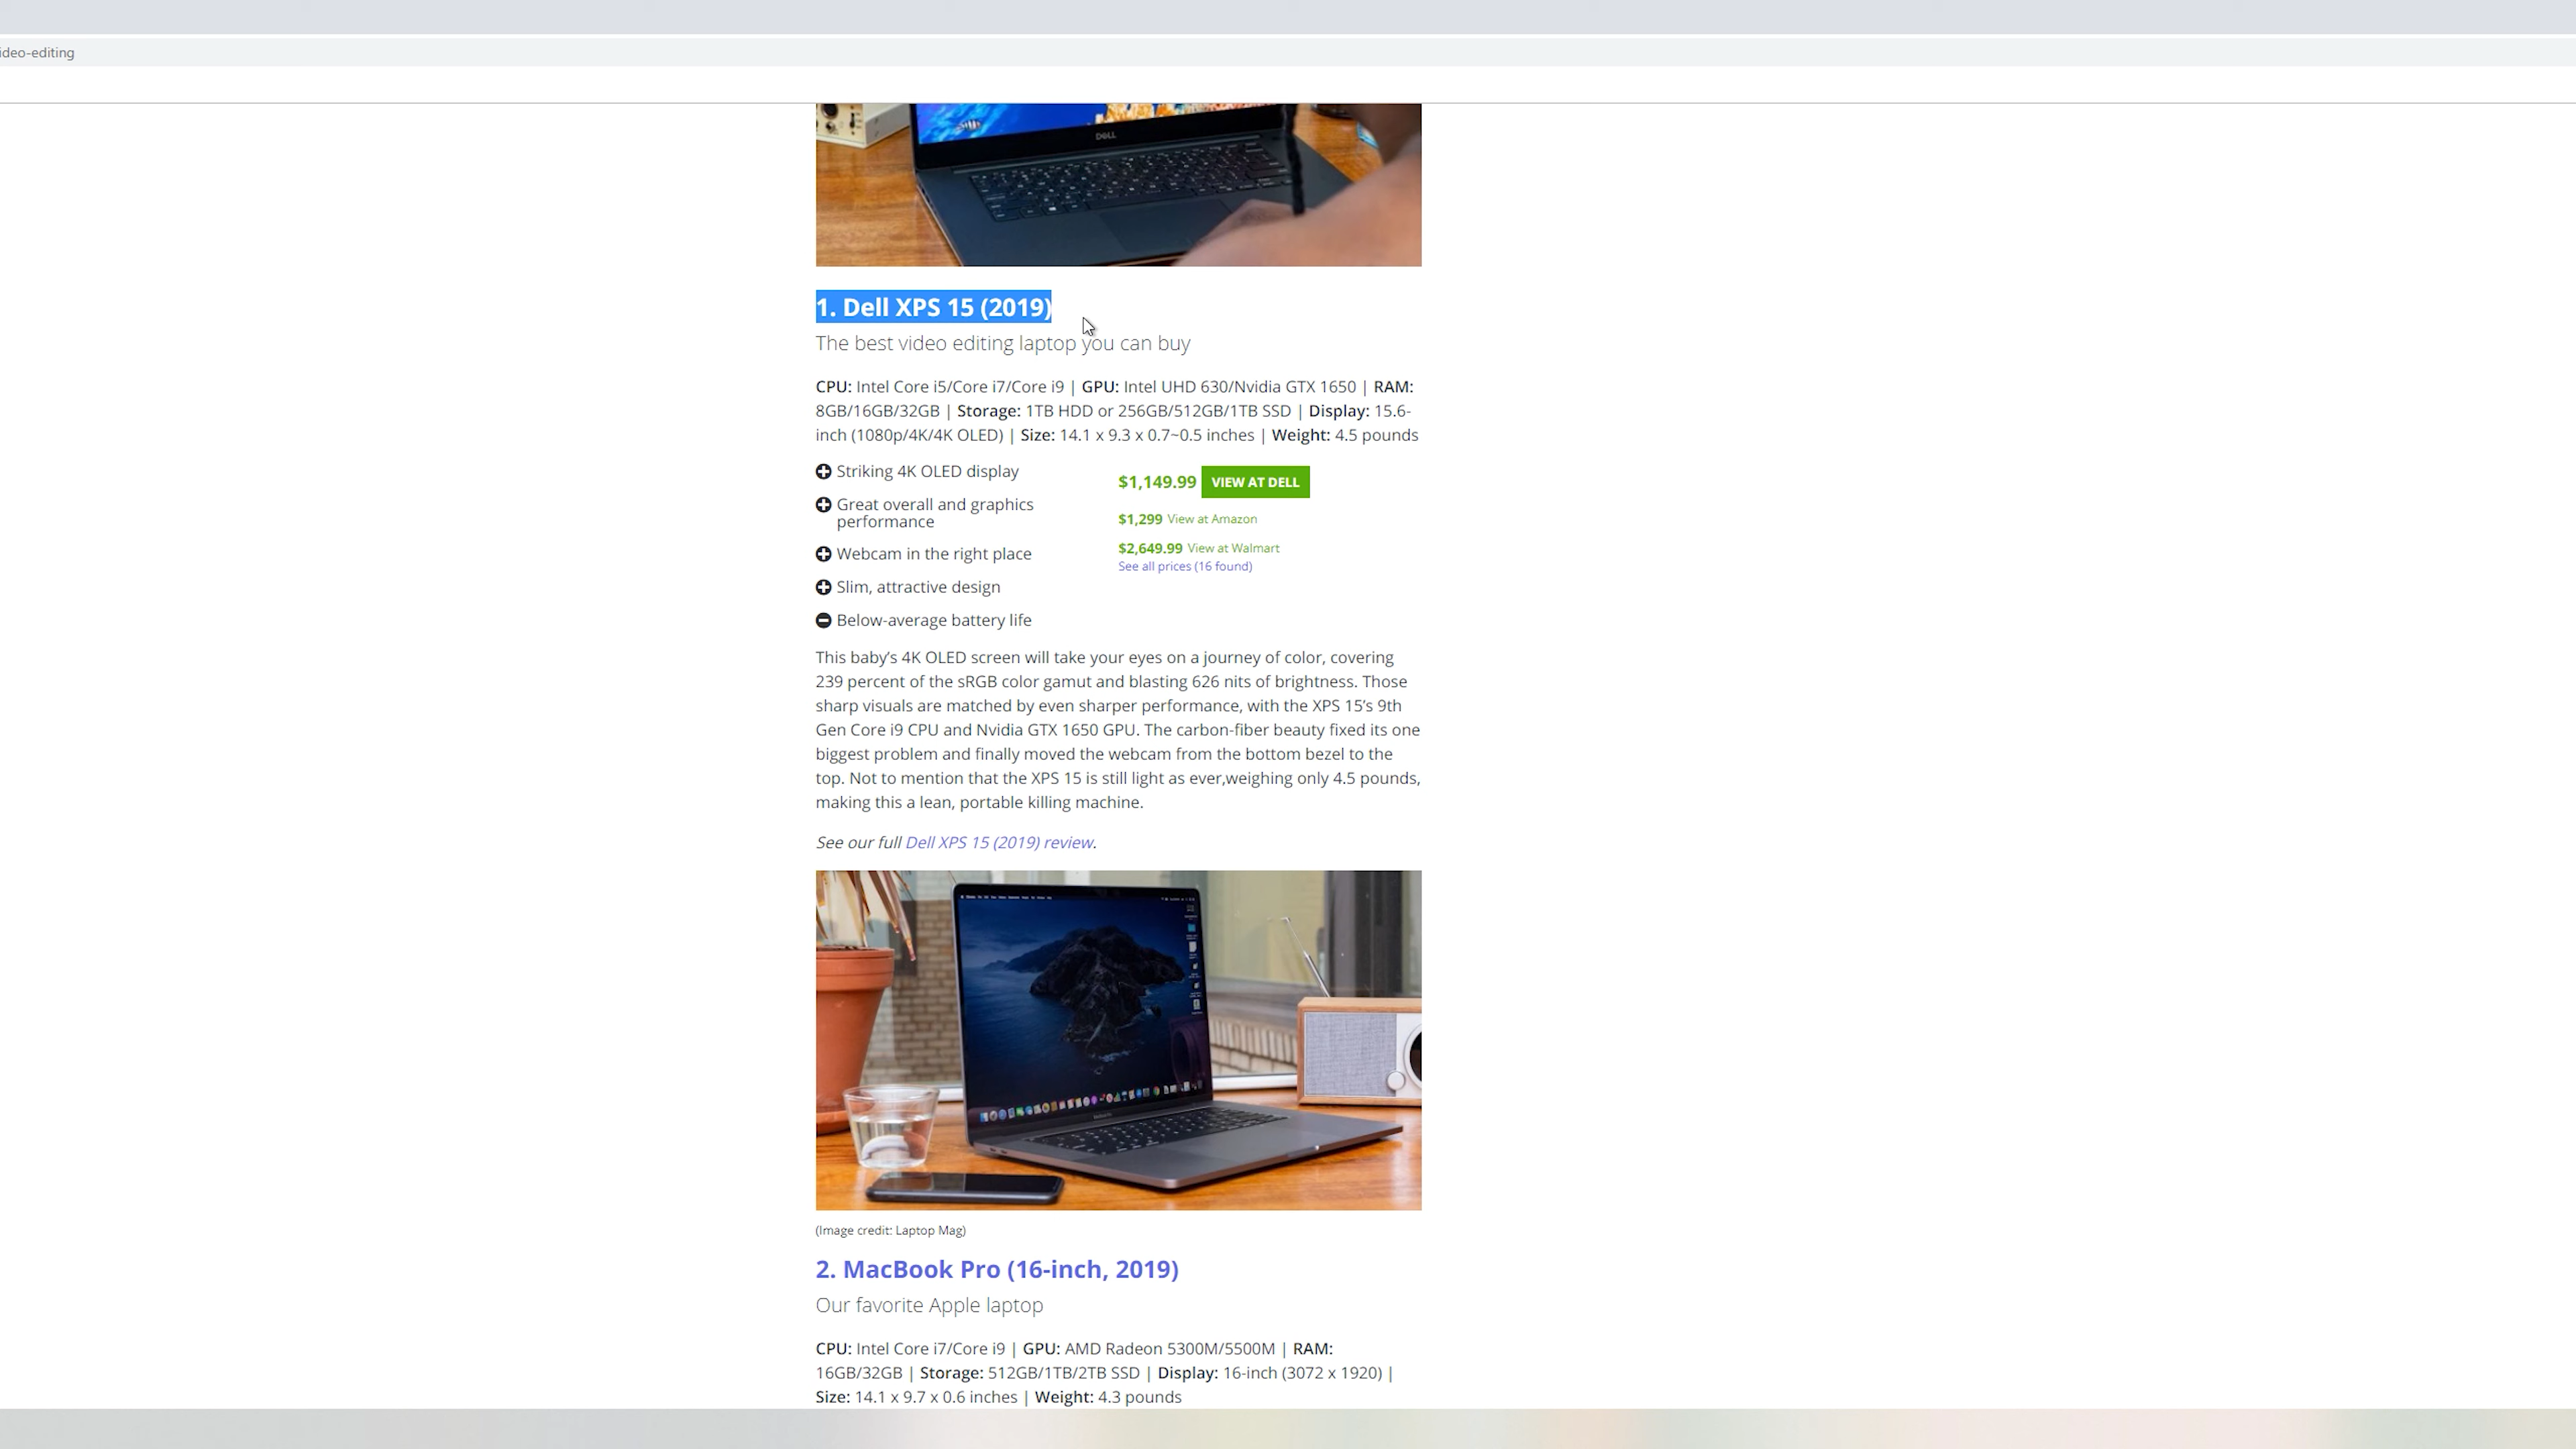 ideo-editing
DELL
1. Dell XPS 15 (2019)
The best video editing laptop you can buy
CPU: Intel Core i5/Core i7/Core i9 | GPU: Intel UHD 630/Nvidia GTX 1650 | RAM:
8GB/16GB/32GB | Storage: 1TB HDD or 256GB/512GB/1TB SSD | Display: 15.6-
inch (1080p/4K/4K OLED) | Size: 14.1 x 9.3 x 0.7~0.5 inches | Weight: 4.5 pounds
Striking 4K OLED display
Great overall and graphics
performance
Webcam in the right place
Slim, attractive design
Below-average battery life
$1,149.99 VIEW AT DELL
$1,299 View at Amazon
$2,649.99 View at Walmart
See all prices (16 found)
This baby’s 4K OLED screen will take your eyes on a journey of color, covering
239 percent of the sRGB color gamut and blasting 626 nits of brightness. Those
sharp visuals are matched by even sharper performance, with the XPS 15’s 9th
Gen Core i9 CPU and Nvidia GTX 1650 GPU. The carbon-fiber beauty fixed its one
biggest problem and finally moved the webcam from the bottom bezel to the
top. Not to mention that the XPS 15 is still light as ever,weighing only 4.5 pounds,
making this a lean, portable killing machine.
See our full Dell XPS 15 (2019) review.
(Image credit: Laptop Mag)
2. MacBook Pro (16-inch, 2019)
Our favorite Apple laptop
CPU: Intel Core i7/Core i9 | GPU: AMD Radeon 5300M/5500M | RAM:
16GB/32GB | Storage: 512GB/1TB/2TB SSD | Display: 16-inch (3072 x 1920) |
Size: 14.1 x 9.7 x 0.6 inches | Weight: 4.3 pounds